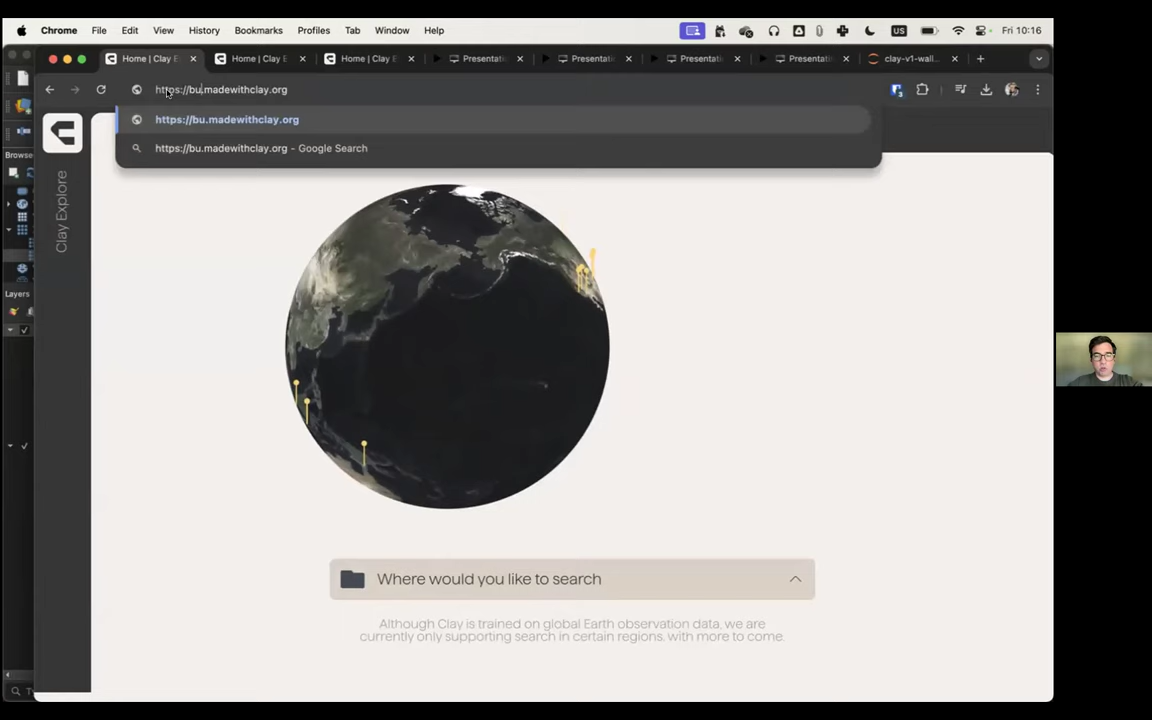 Chrome File Edit View History Bookmarks Profiles Tab Window Help US Fri 10:16
Home | Clay E Home | Clay E Home | Clay E Presentati Presentati Presentati Presentati clay-v1-wall
https://bu.madewithclay.org
https://bu.madewithclay.org
https://bu.madewithclay.org - Google Search
Clay Explore
Browse
Layers
Where would you like to search
Although Clay is trained on global Earth observation data, we are
currently only supporting search in certain regions, with more to come.